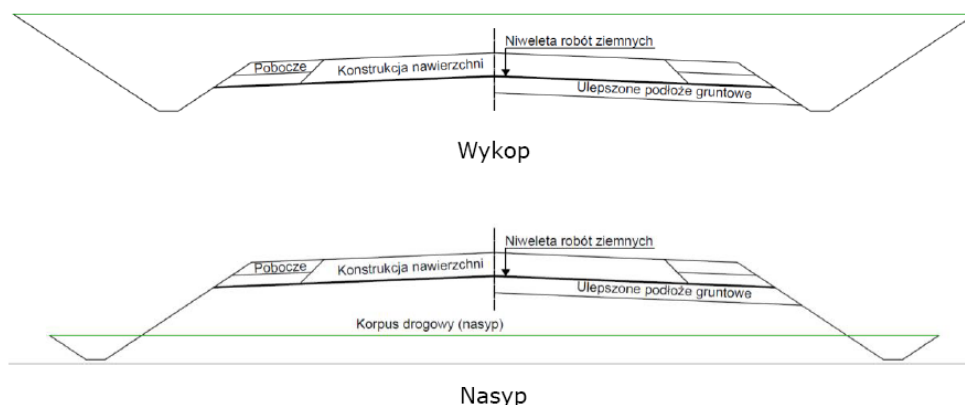 Niweleta robót ziemnych
Pobocze
Konstrukcja nawierzchni
Ulepszone podłoże gruntowe
Wykop
Niweleta robót ziemnych
Pobocze
Konstrukcja nawierzchni
Ulepszone podłoże gruntowe
Korpus drogowy (nasyp)
Nasyp